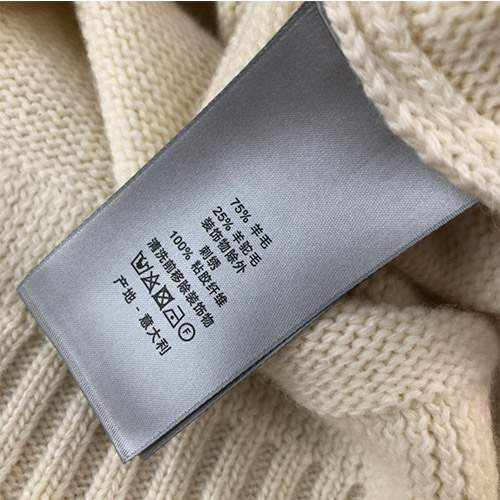 75% 羊毛
25% 羊驼毛
装饰物除外
刺绣
100% 粘胶纤维
清洗前移除装饰物
F
产地 - 意大利